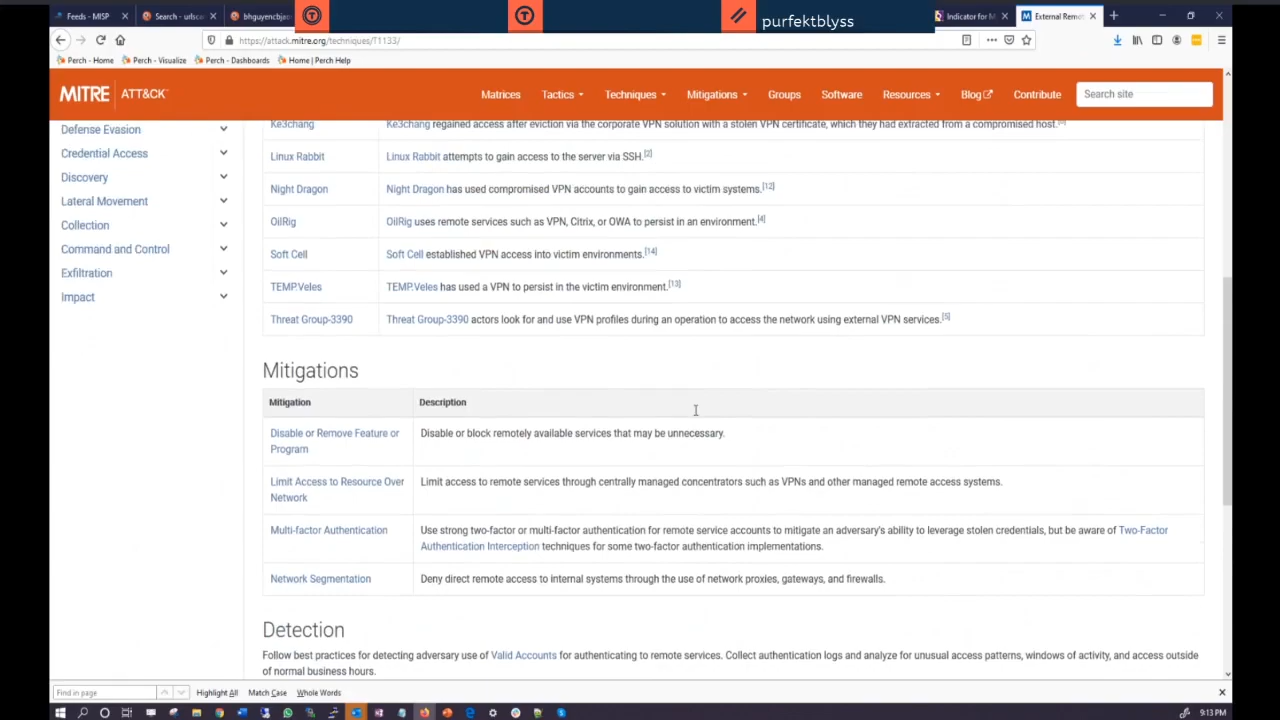 Feeds - MISP
Search - urlsca
bhguyencbjao
purfektblyss
Indicator for M
External Remot
https://attack.mitre.org/techniques/T1133/
Perch - Home
Perch - Visualize
Perch - Dashboards
Home | Perch Help
MITRE | ATT&CK
Matrices
Tactics
Techniques
Mitigations
Groups
Software
Resources
Blog
Contribute
Search site
Defense Evasion
Credential Access
Discovery
Lateral Movement
Collection
Command and Control
Exfiltration
Impact
Ke3chang Ke3chang regained access after eviction via the corporate VPN solution with a stolen VPN certificate, which they had extracted from a compromised host.
Linux Rabbit Linux Rabbit attempts to gain access to the server via SSH.[2]
Night Dragon Night Dragon has used compromised VPN accounts to gain access to victim systems.[12]
OilRig OilRig uses remote services such as VPN, Citrix, or OWA to persist in an environment.[4]
Soft Cell Soft Cell established VPN access into victim environments.[14]
TEMP.Veles TEMP.Veles has used a VPN to persist in the victim environment.[13]
Threat Group-3390 Threat Group-3390 actors look for and use VPN profiles during an operation to access the network using external VPN services.[5]
Mitigations
Mitigation Description
Disable or Remove Feature or Disable or block remotely available services that may be unnecessary.
Program
Limit Access to Resource Over Limit access to remote services through centrally managed concentrators such as VPNs and other managed remote access systems.
Network
Multi-factor Authentication Use strong two-factor or multi-factor authentication for remote service accounts to mitigate an adversary's ability to leverage stolen credentials, but be aware of Two-Factor
Authentication Interception techniques for some two-factor authentication implementations.
Network Segmentation Deny direct remote access to internal systems through the use of network proxies, gateways, and firewalls.
Detection
Follow best practices for detecting adversary use of Valid Accounts for authenticating to remote services. Collect authentication logs and analyze for unusual access patterns, windows of activity, and access outside
of normal business hours.
Find in page
Highlight All
Match Case
Whole Words
9:13 PM